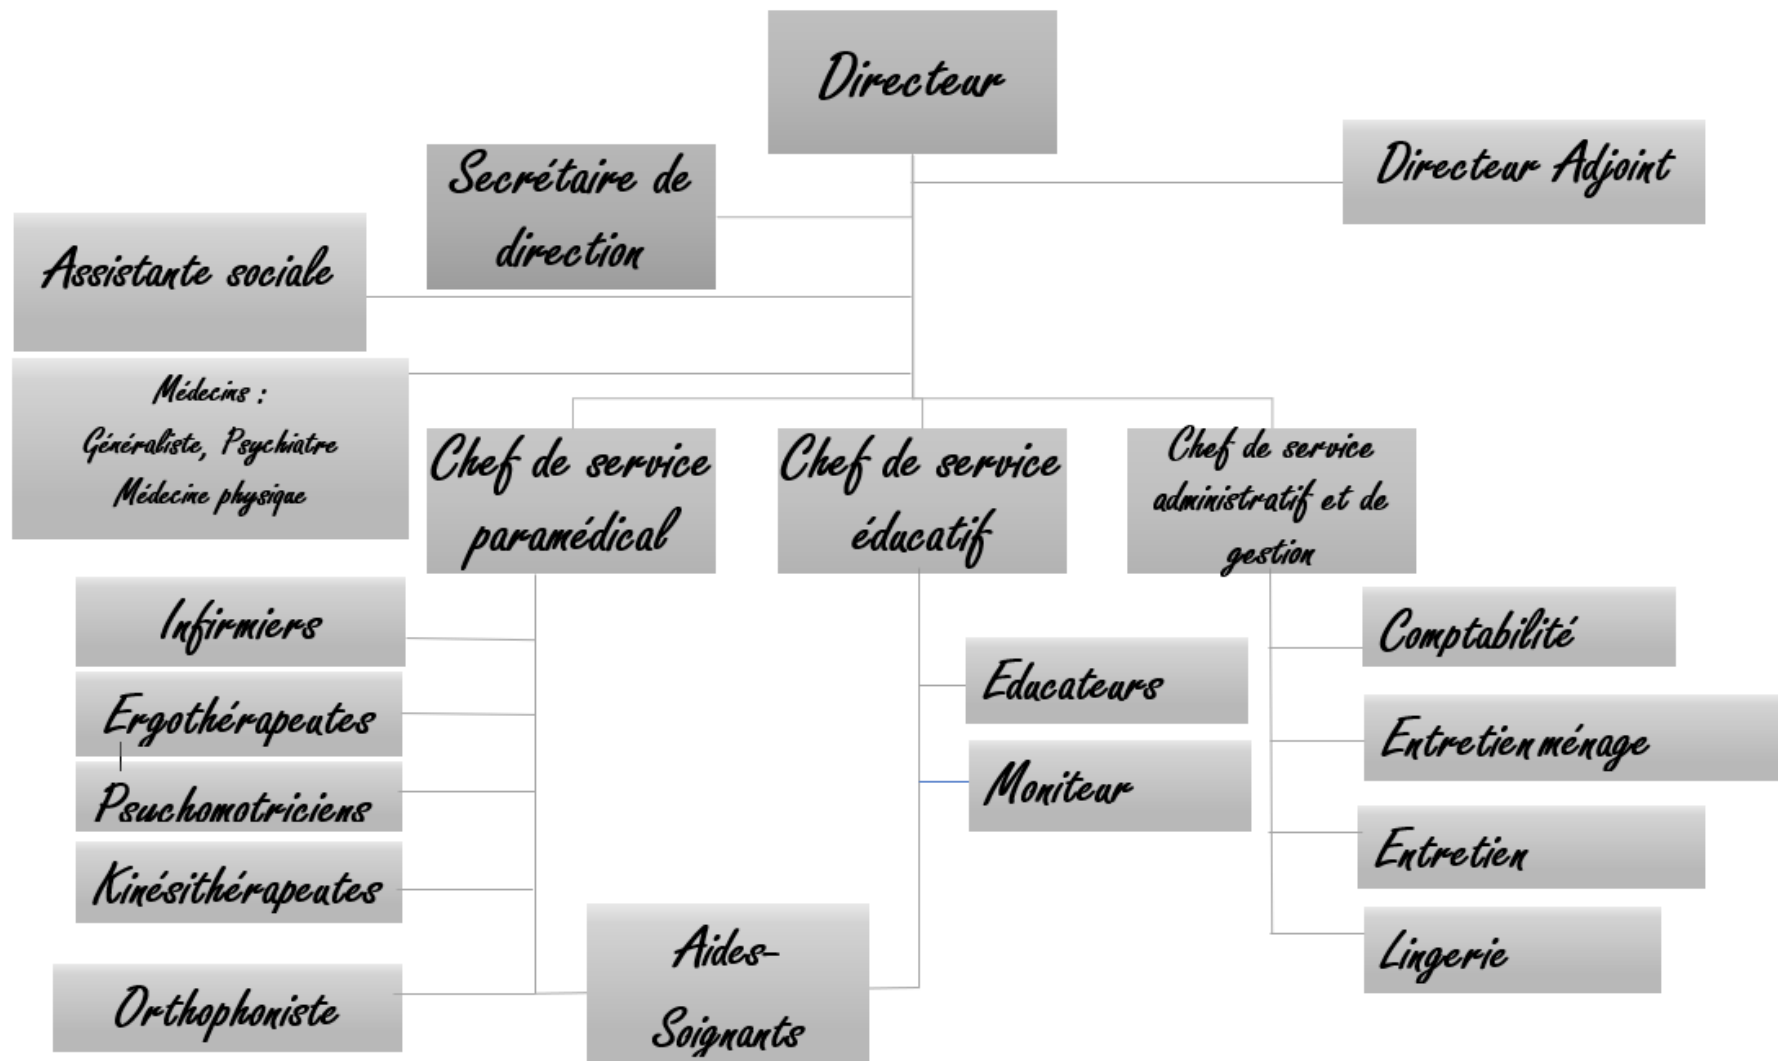 Directeur
Directeur Adjoint
Secrétaire de
direction
Assistante sociale
Médecins :
Généraliste, Psychiatre
Médecine physique
Chef de service
paramédical
Chef de service
éducatif
Chef de service
administratif et de
gestion
Infirmiers
Ergothérapeutes
Psuchomotriciens
Kinésithérapeutes
Orthophoniste
Aides-
Soignants
Educateurs
Moniteur
Comptabilité
Entretien ménage
Entretien
Lingerie